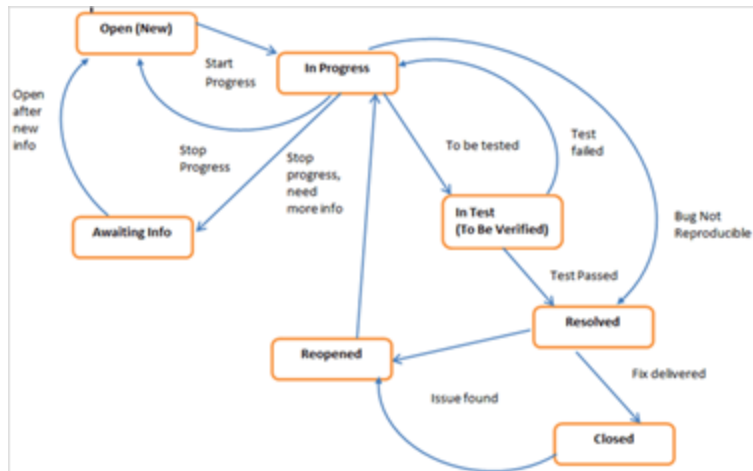 Open (New)
Start
Progress
In Progress
Open
after
new
info
Stop
Progress
Stop
progress,
need
more info
To be tested
Test
failed
Awaiting Info
In Test
(To Be Verified)
Bug Not
Reproducible
Test Passed
Resolved
Reopened
Fix delivered
Issue found
Closed